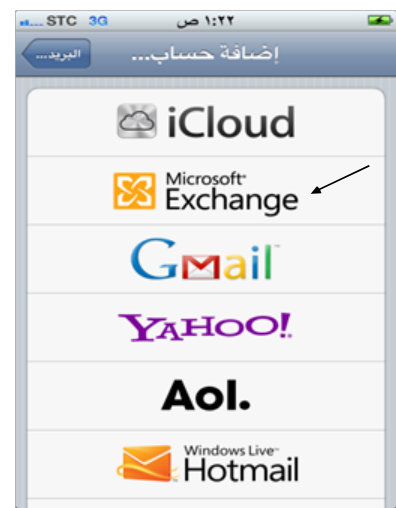 STC 3G ١:٢٢ ص
إضافة حساب...
البريد...
iCloud
Microsoft
Exchange
Gmail
YAHOO!
Aol.
Windows Live
Hotmail